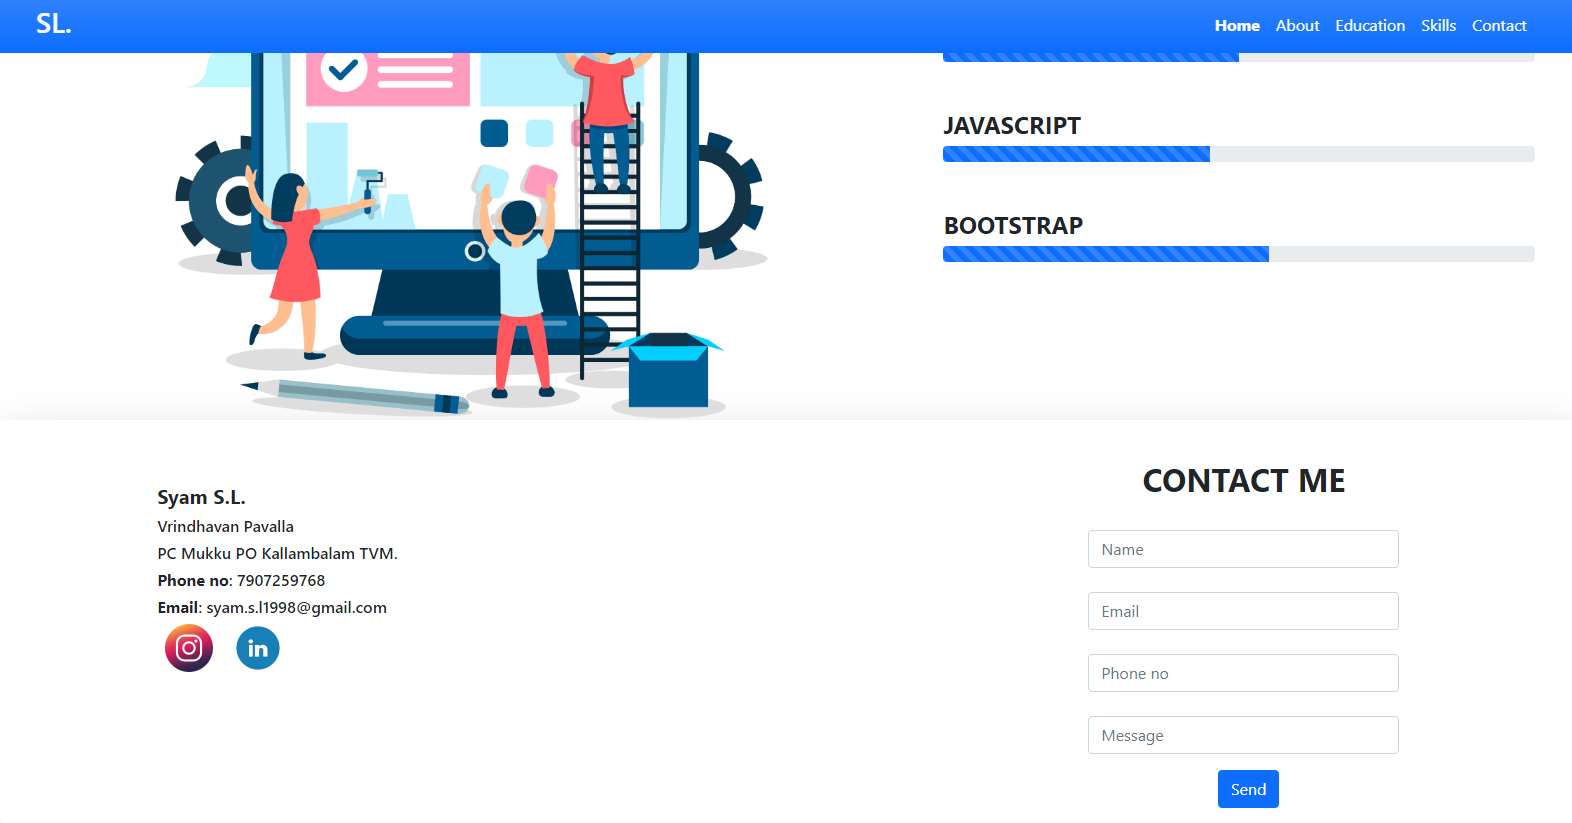 SL.
Home About Education Skills Contact
JAVASCRIPT
BOOTSTRAP
CONTACT ME
Syam S.L.
Vrindhavan Pavalla
PC Mukku PO Kallambalam TVM.
Phone no: 7907259768
Email: syam.s.l1998@gmail.com
in
Name
Email
Phone no
Message
Send